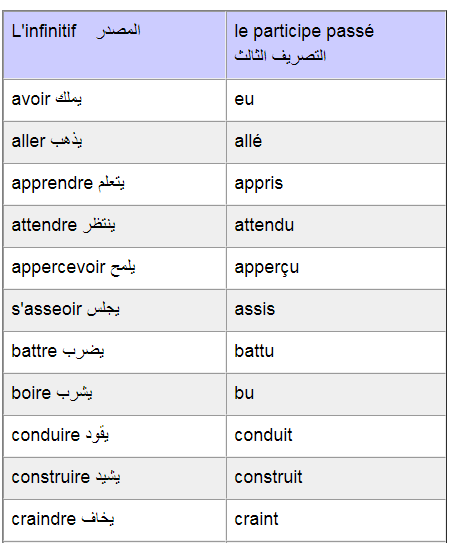 L'infinitif المصدر
le participe passé
التصريف الثالث
avoir يملك eu
aller يذهب allé
apprendre يتعلم appris
attendre ينتظر attendu
appercevoir يلمح apperçu
s'asseoir يجلس assis
battre يضرب battu
boire يشرب bu
conduire يقود conduit
construire يشيد construit
craindre يخاف craint